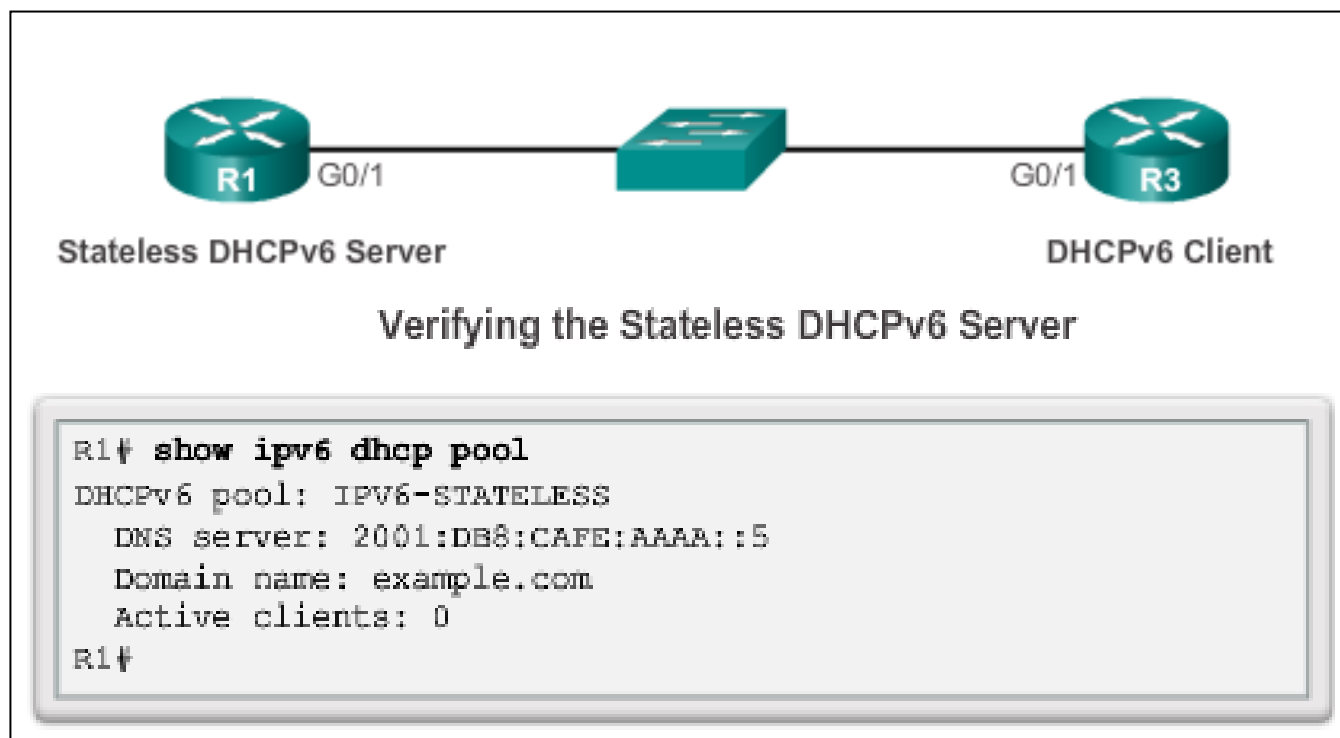 R1 G0/1 G0/1 R3
Stateless DHCPv6 Server DHCPv6 Client
Verifying the Stateless DHCPv6 Server
R1# show ipv6 dhcp pool
DHCPv6 pool: IPV6-STATELESS
DNS server: 2001:DB8:CAFE:AAAA::5
Domain name: example.com
Active clients: 0
R1#